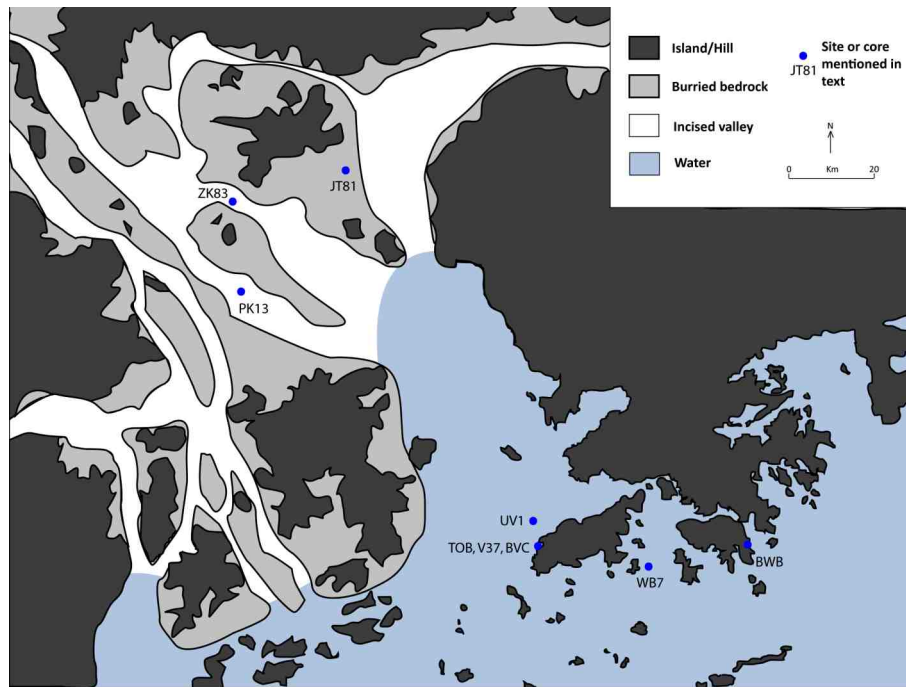 Island/Hill
Burried bedrock
Incised valley
Water
JT81
Site or core
mentioned in
text
N
0 Km 20
ZK83
JT81
PK13
UV1
TOB, V37, BVC
WB7
BWB